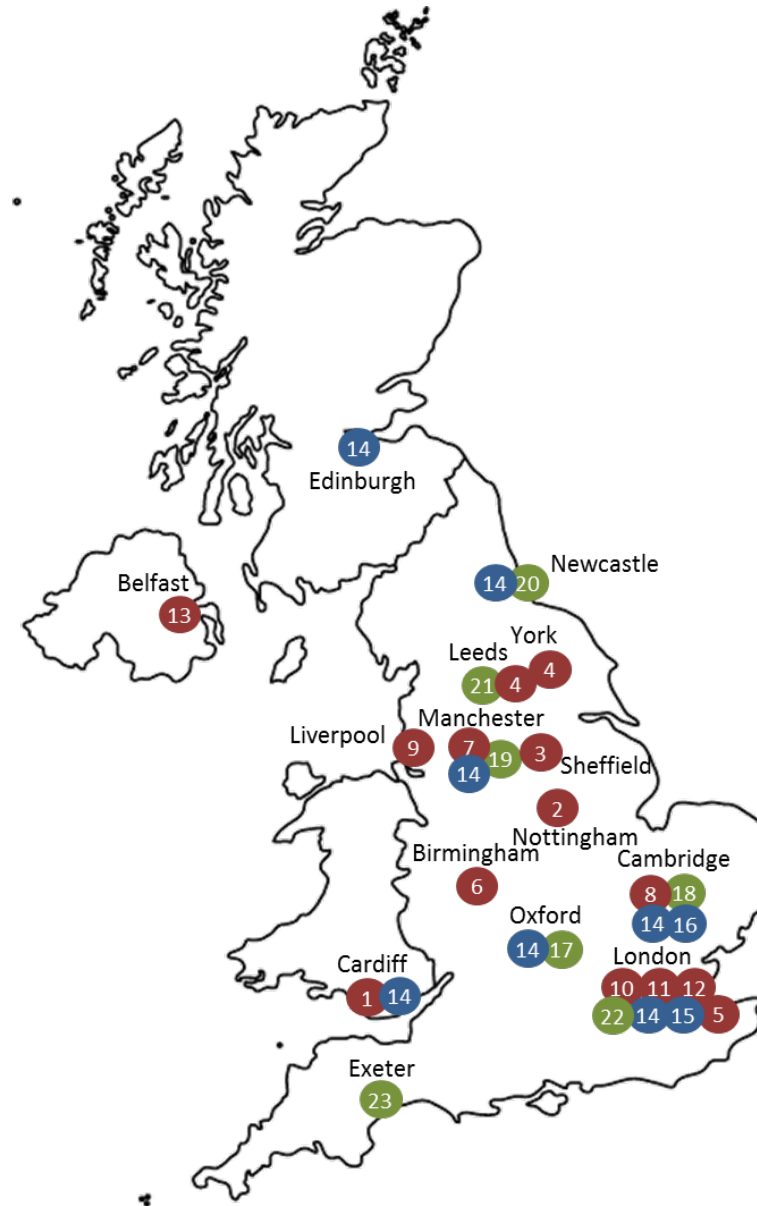 14
Edinburgh
Newcastle
14 20
Belfast
13
York
4
Leeds
21 4
Manchester
Liverpool
9
7
19
14
3
Sheffield
2
Nottingham
Birmingham
6
Cambridge
8 18
14 16
Oxford
14 17
London
10 11 12
22 14 15 5
Cardiff
1 14
Exeter
23